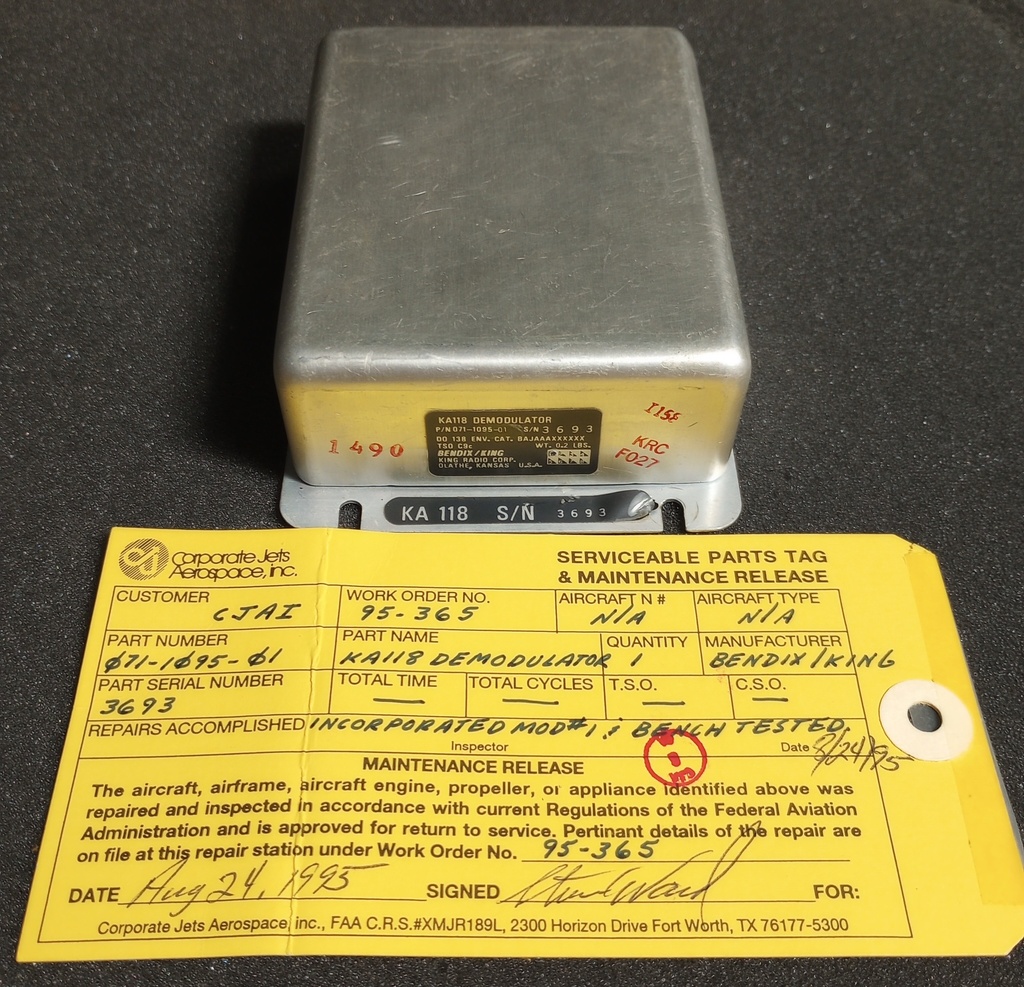 KA118 DEMODULATOR
P/N 071-1095-01 S/N 3693
DO 138 ENV. CAT. BAJAAAXXXXXX
TSO C9c WT. 0.2 LBS.
BENDIX/KING
KING RADIO CORP.
OLATHE, KANSAS U.S.A.
1490
I15E
KRC
F027
KA 118 S/N 3693
Corporate Jets
Aerospace, inc.
SERVICEABLE PARTS TAG
& MAINTENANCE RELEASE
CUSTOMER CJAI
WORK ORDER NO. 95-365
AIRCRAFT N # N/A
AIRCRAFT TYPE N/A
PART NUMBER 071-1095-01
PART NAME KA118 DEMODULATOR
QUANTITY 1
MANUFACTURER BENDIX/KING
PART SERIAL NUMBER 3693
TOTAL TIME —
TOTAL CYCLES —
T.S.O. —
C.S.O. —
REPAIRS ACCOMPLISHED INCORPORATED MOD#1; BENCH TESTED.
Inspector Date 8/24/95
MAINTENANCE RELEASE
The aircraft, airframe, aircraft engine, propeller, or appliance identified above was
repaired and inspected in accordance with current Regulations of the Federal Aviation
Administration and is approved for return to service. Pertinant details of the repair are
on file at this repair station under Work Order No. 95-365
DATE Aug 24, 1995 SIGNED Steve Ward FOR:
Corporate Jets Aerospace, inc., FAA C.R.S.#XMJR189L, 2300 Horizon Drive Fort Worth, TX 76177-5300